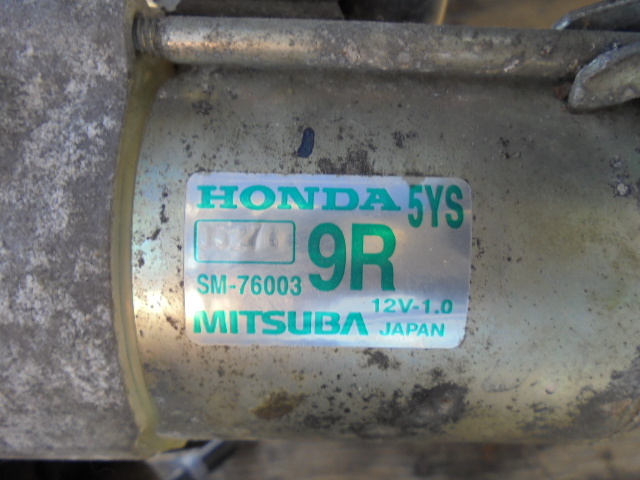 HONDA 5YS
9R
SM-76003
12V-1.0
MITSUBA JAPAN